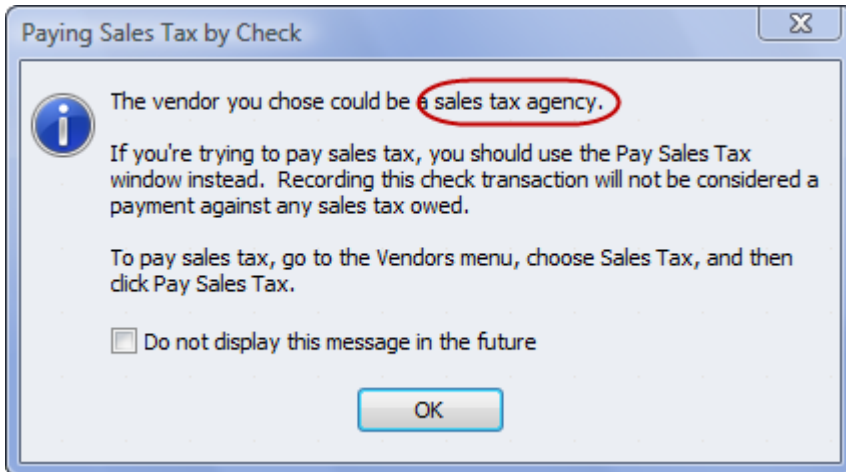 Paying Sales Tax by Check
The vendor you chose could be a sales tax agency.
If you're trying to pay sales tax, you should use the Pay Sales Tax
window instead.  Recording this check transaction will not be considered a
payment against any sales tax owed.
To pay sales tax, go to the Vendors menu, choose Sales Tax, and then
click Pay Sales Tax.
Do not display this message in the future
OK